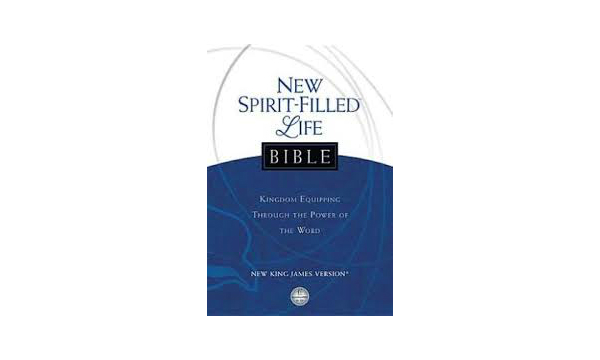 NEW
SPIRIT-FILLED
LIFE
BIBLE
KINGDOM EQUIPPING
THROUGH THE POWER OF
THE WORD
NEW KING JAMES VERSION®